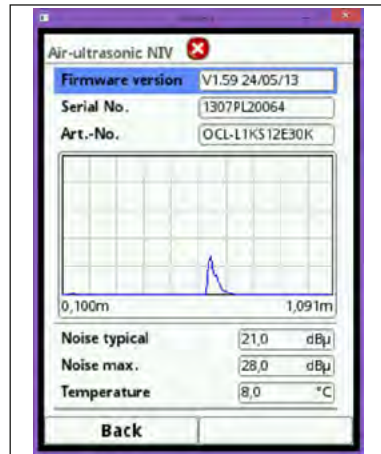 Air-ultrasonic NIV
Firmware version V1.59 24/05/13
Serial No. 1307PL20064
Art.-No. OCL-L1KS12E30K
0,100m 1,091m
Noise typical 21,0 dBµ
Noise max. 28,0 dBµ
Temperature 8,0 °C
Back